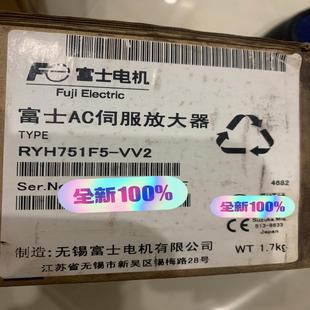 富士电机
Fuji Electric
富士AC伺服放大器
TYPE
RYH751F5-VV2
Ser.No
4682
全新100%
全新100%
Suzuka
513-8633
Japan
制造:无锡富士电机有限公司
WT 1.7kg
江苏省无锡市新吴区锡梅路28号